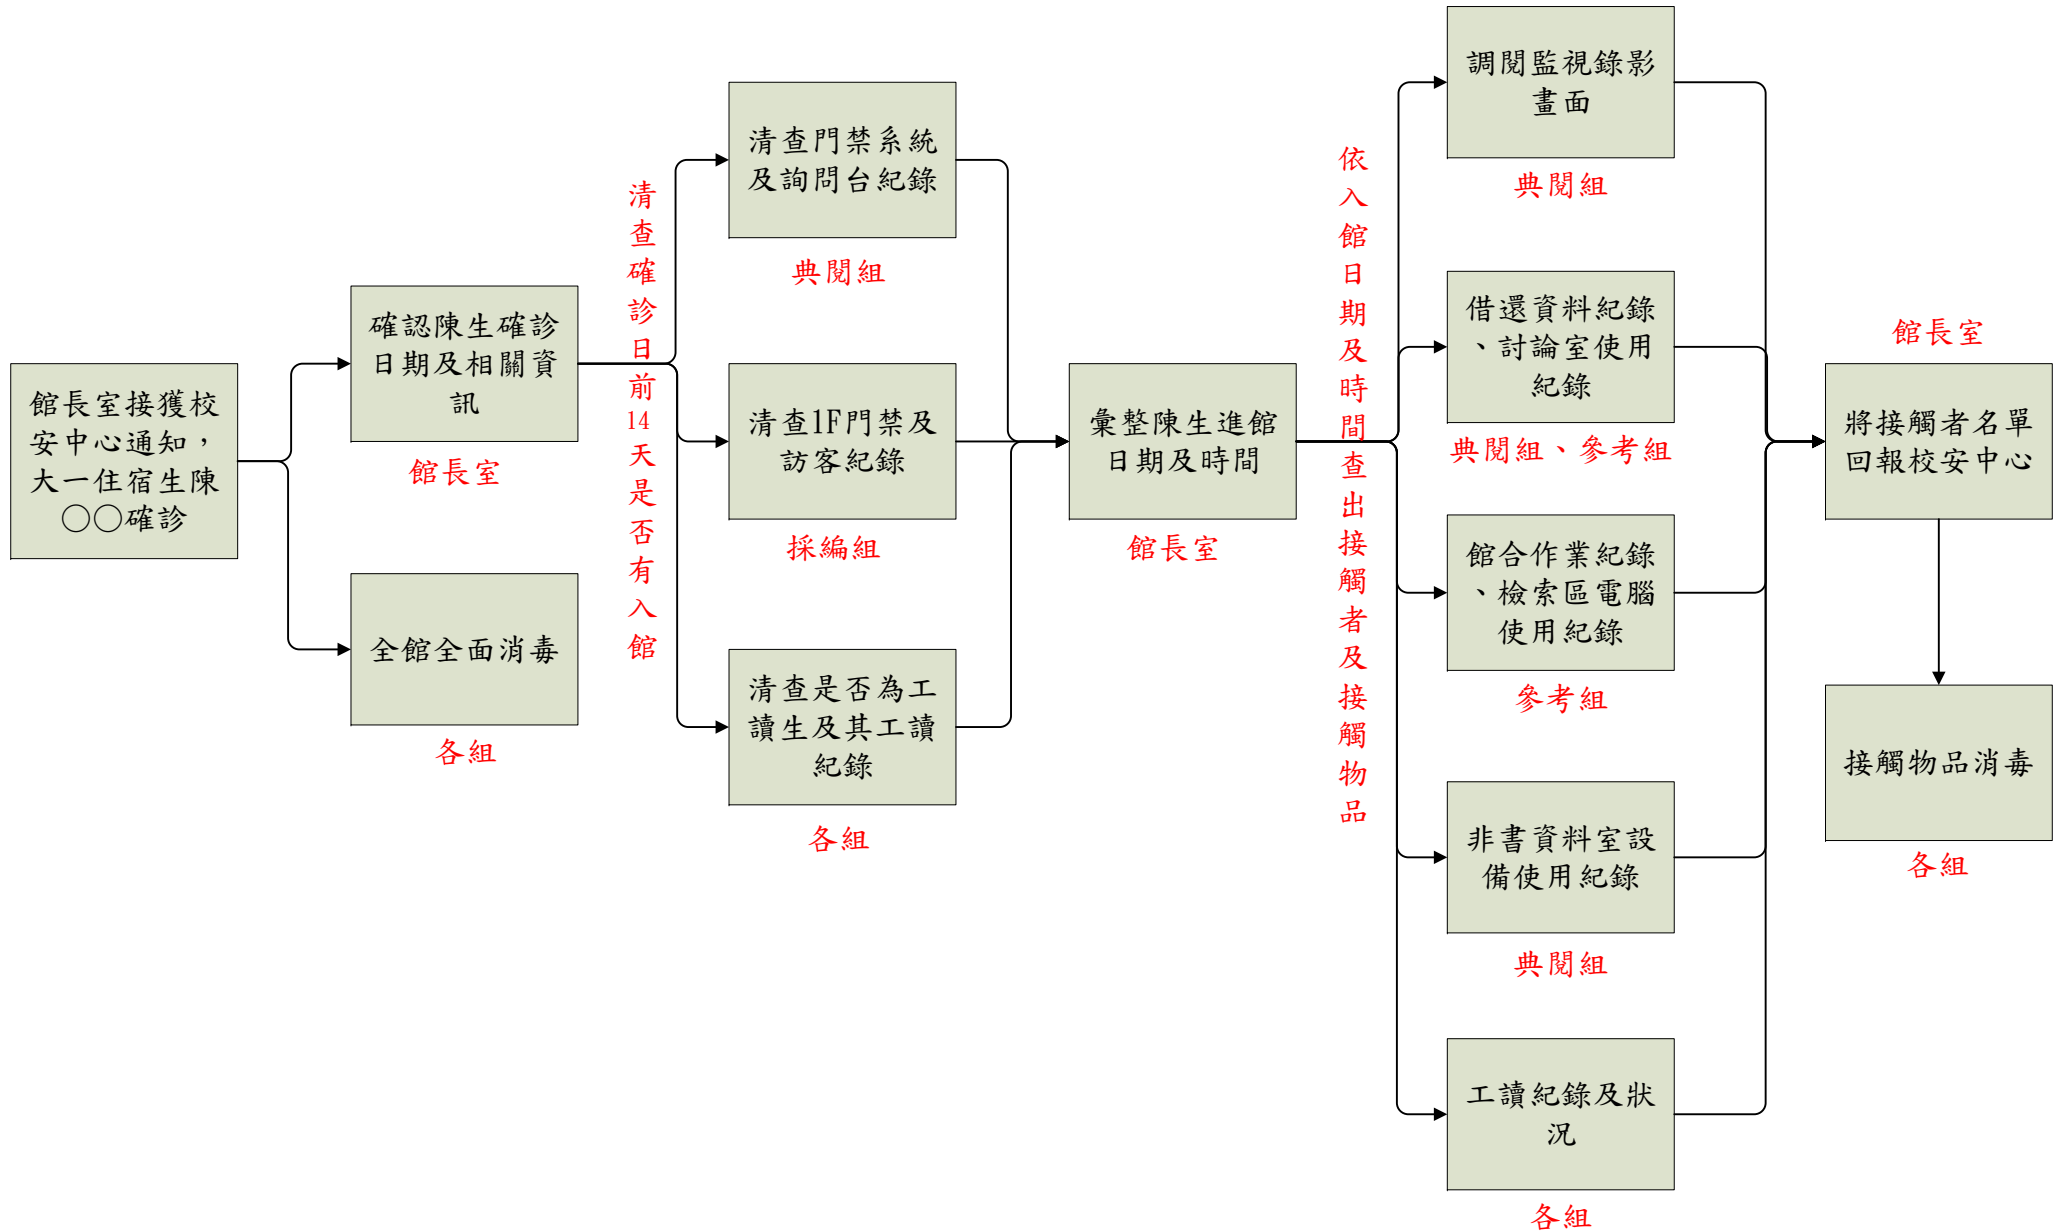 館長室接獲校
安中心通知，
大一住宿生陳
○○確診
確認陳生確診
日期及相關資
訊
館長室
全館全面消毒
各組
清查確診日前14天是否有入館
清查門禁系統
及詢問台紀錄
典閱組
清查1F門禁及
訪客紀錄
採編組
清查是否為工
讀生及其工讀
紀錄
各組
彙整陳生進館
日期及時間
館長室
依入館日期及時間查出接觸者及接觸物品
調閱監視錄影
畫面
典閱組
借還資料紀錄
、討論室使用
紀錄
典閱組、參考組
館合作業紀錄
、檢索區電腦
使用紀錄
參考組
非書資料室設
備使用紀錄
典閱組
工讀紀錄及狀
況
各組
館長室
將接觸者名單
回報校安中心
接觸物品消毒
各組